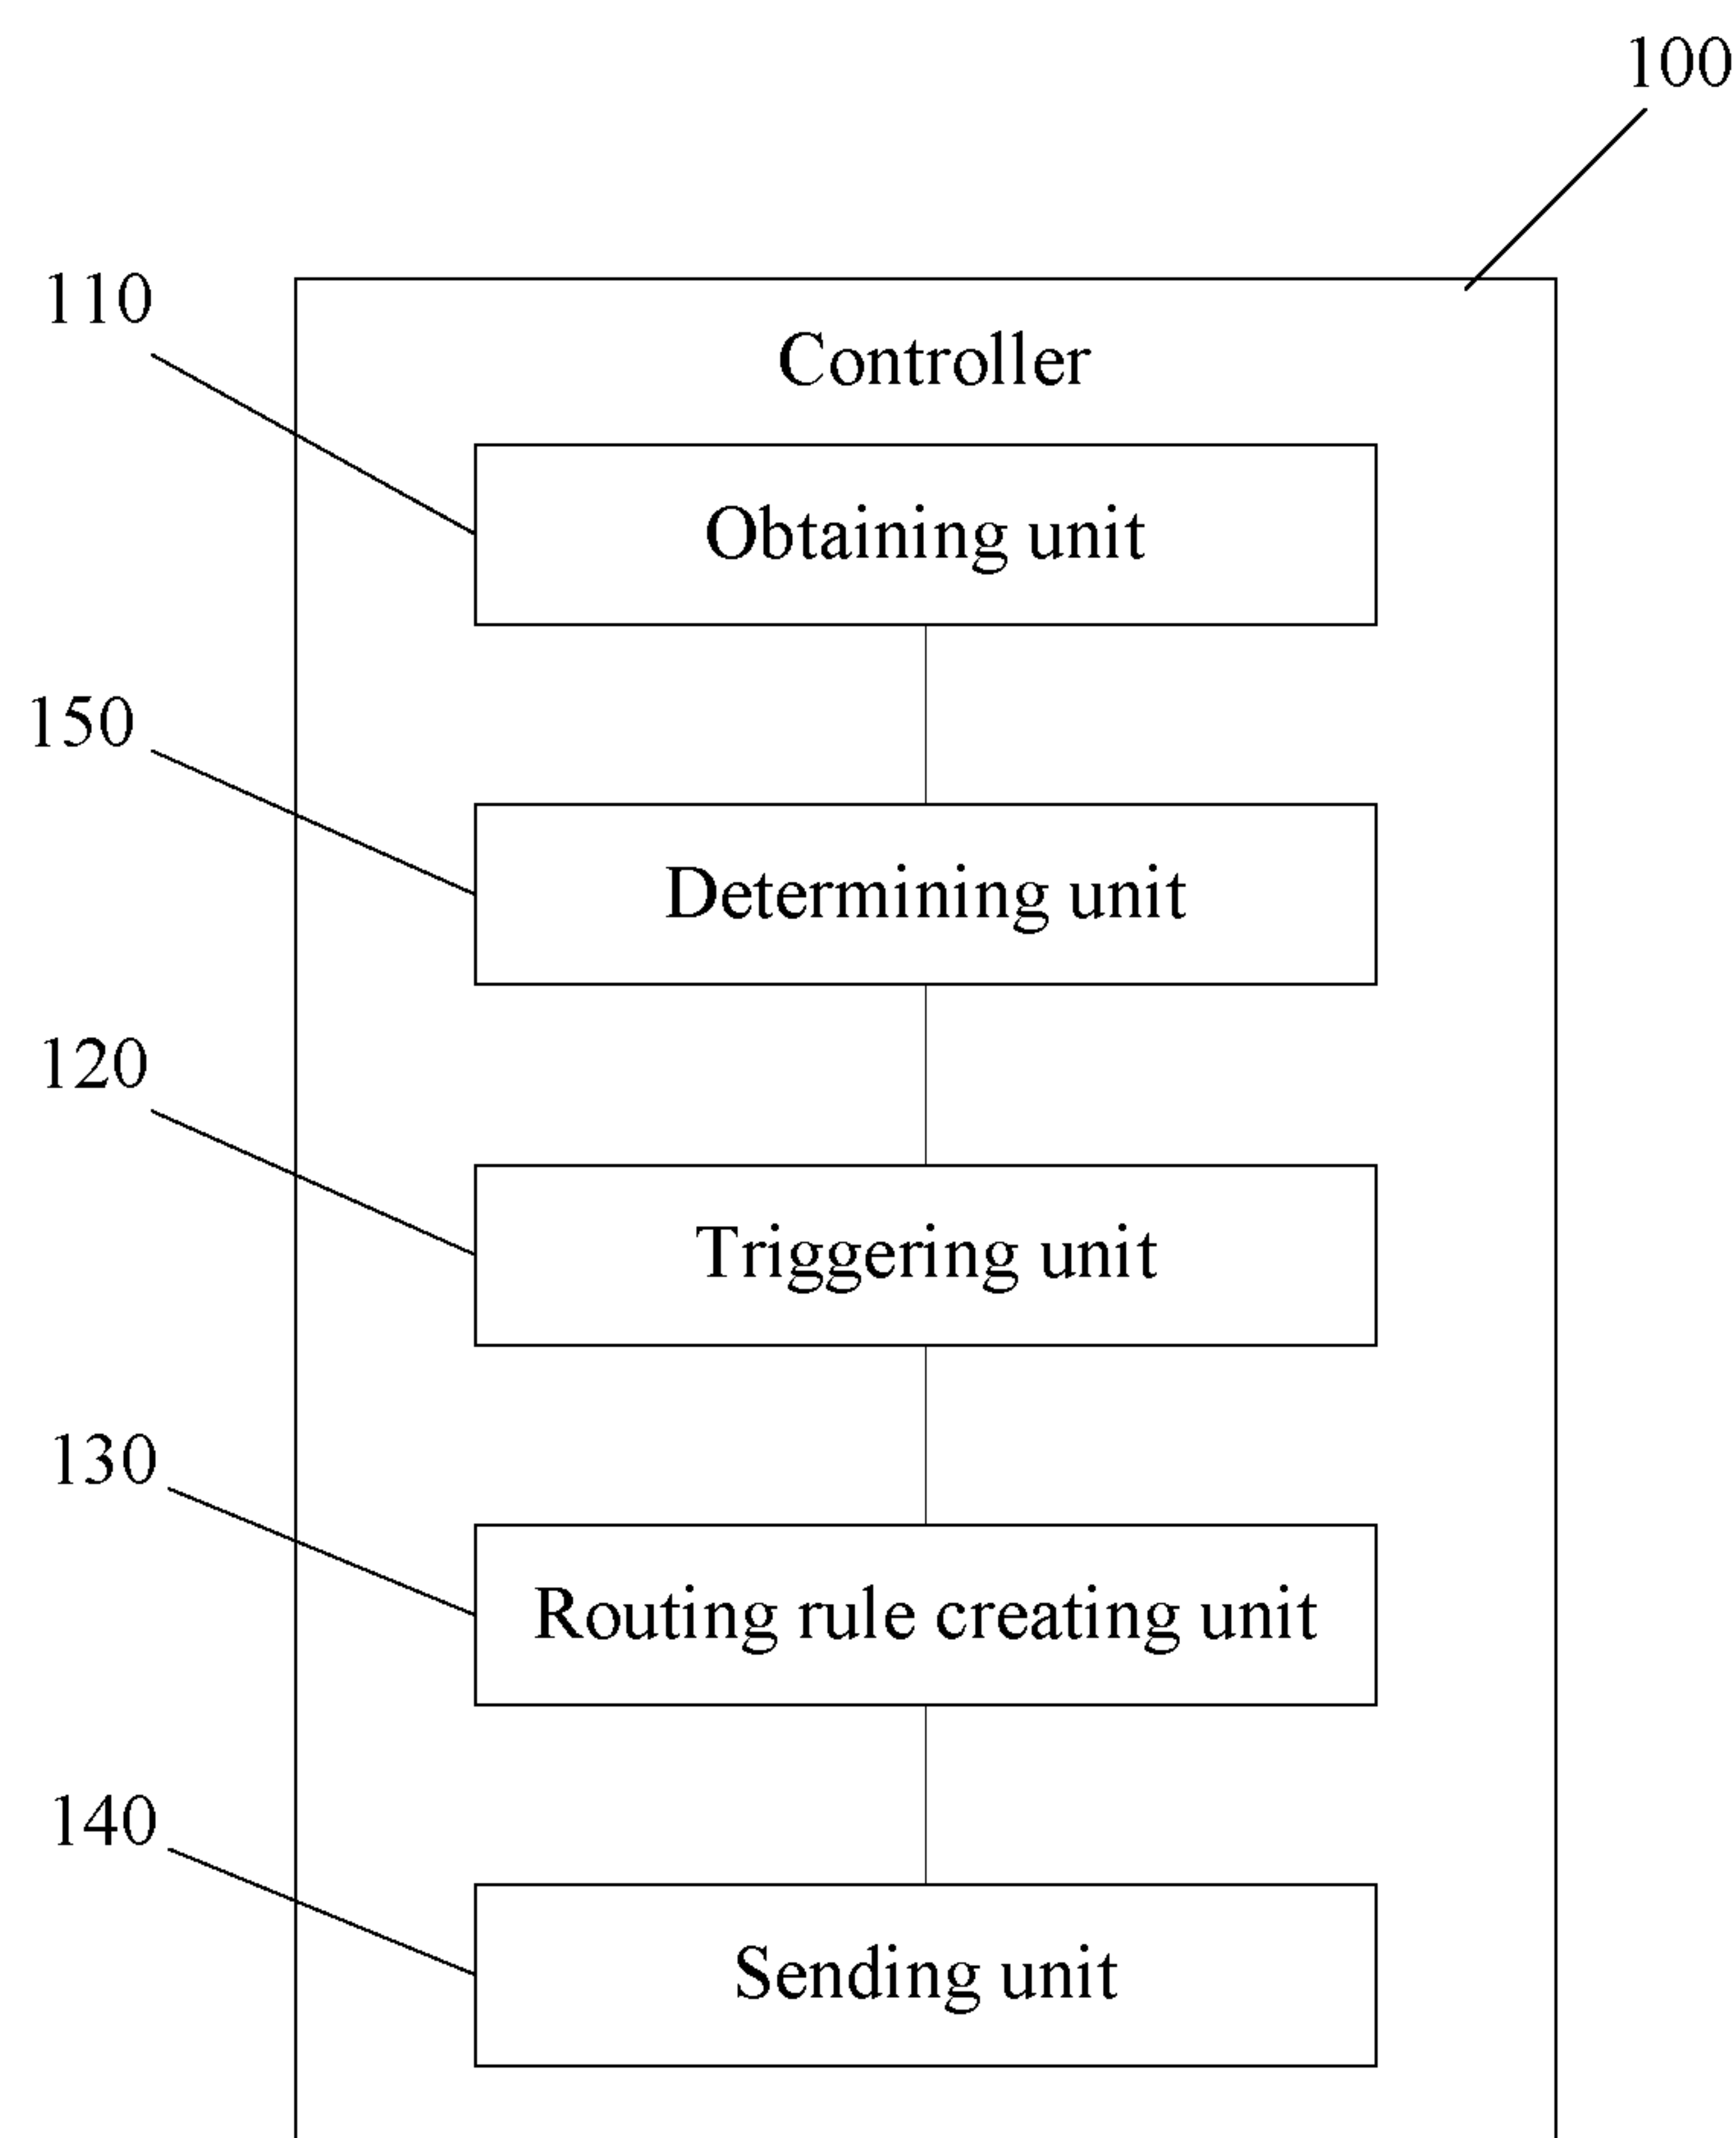 100
110
Controller
Obtaining unit
150
Determining unit
120
Triggering unit
130
Routing rule creating unit
140
Sending unit